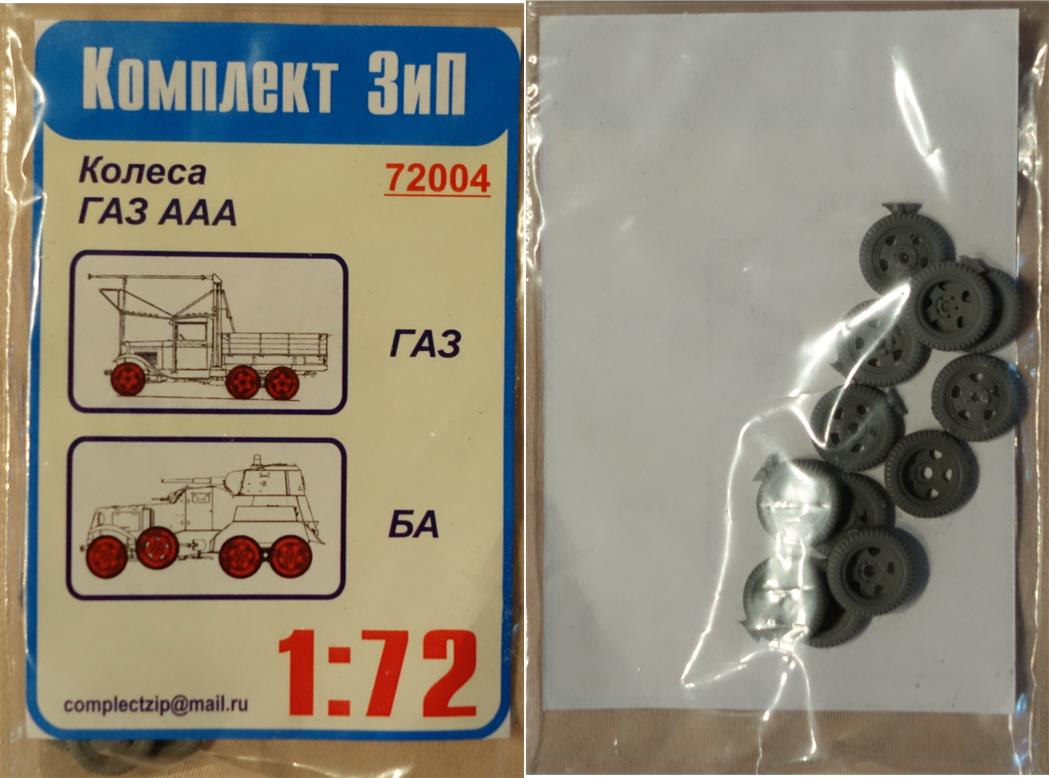 Комплект ЗиП
Колеса
ГАЗ ААА
72004
ГАЗ
БА
1:72
complectzip@mail.ru